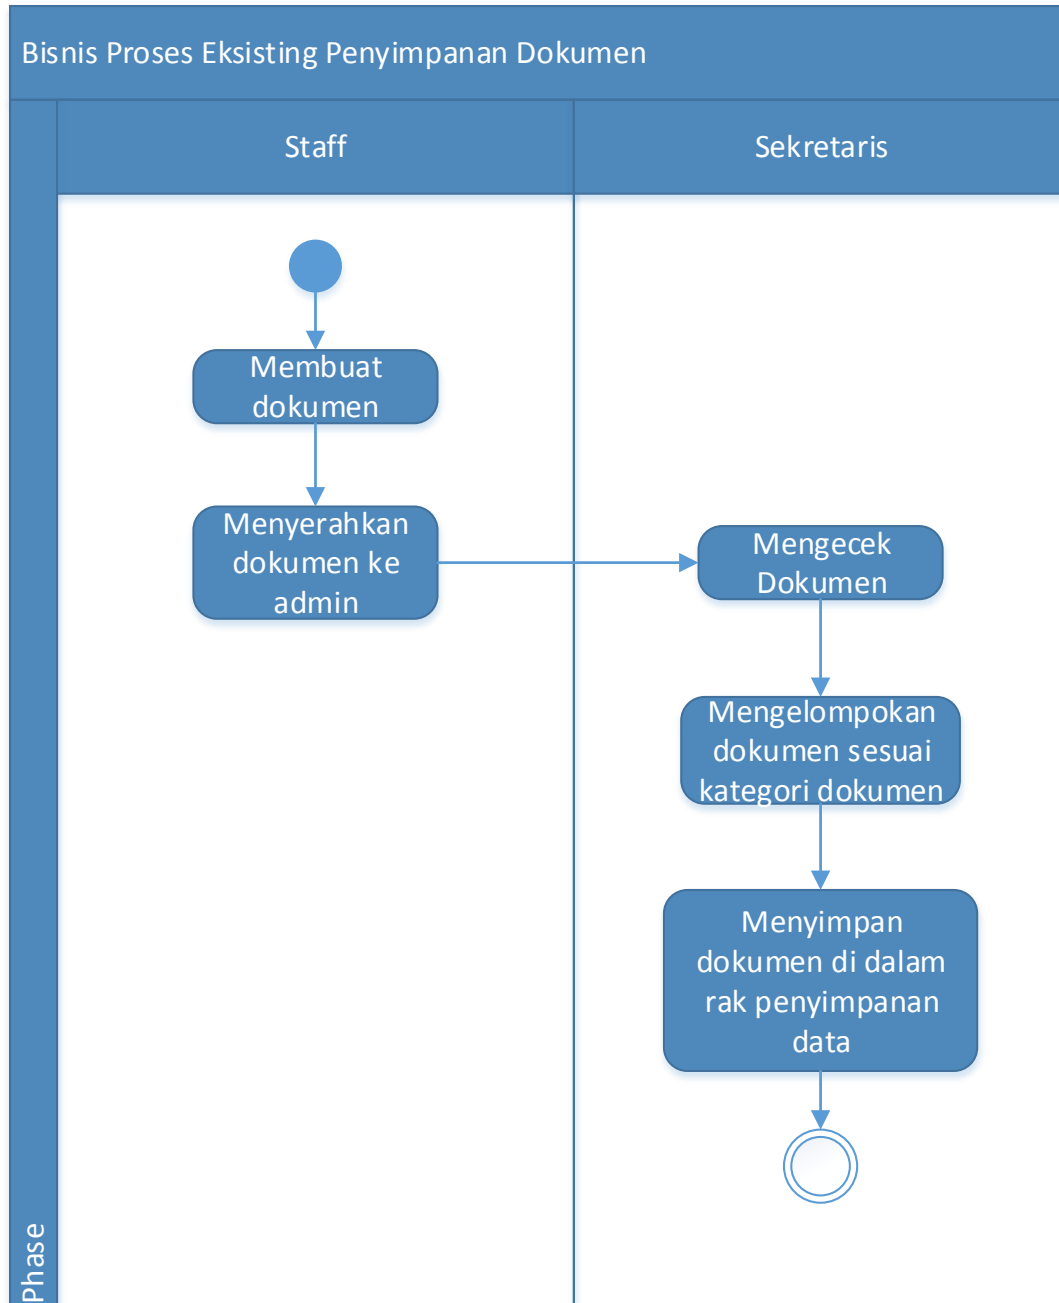 Bisnis Proses Eksisting Penyimpanan Dokumen
Staff
Sekretaris
Membuat
dokumen
Menyerahkan
dokumen ke
admin
Mengecek
Dokumen
Mengelompokan
dokumen sesuai
kategori dokumen
Menyimpan
dokumen di dalam
rak penyimpanan
data
Phase